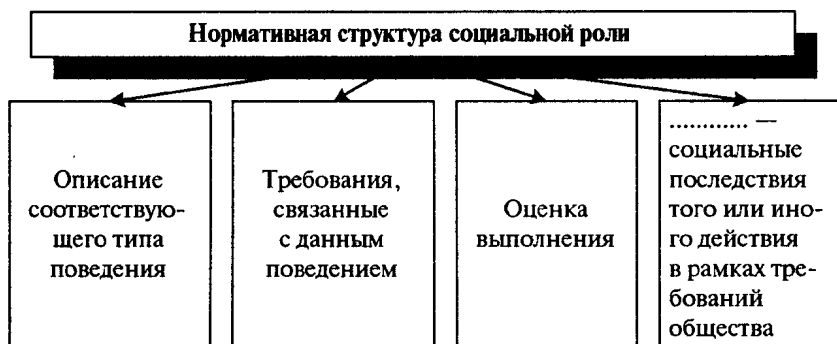 Нормативная структура социальной роли
Описание
соответствую-
щего типа
поведения
Требования,
связанные
с данным
поведением
Оценка
выполнения
............ —
социальные
последствия
того или ино-
го действия
в рамках тре-
бований
общества